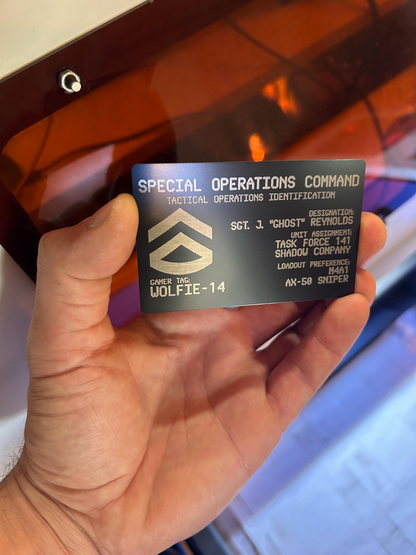 SPECIAL OPERATIONS COMMAND
TACTICAL OPERATIONS IDENTIFICATION
DESIGNATION:
SGT. J. "GHOST" REYNOLDS
UNIT ASSIGNMENT:
TASK FORCE 141
SHADOW COMPANY
LOADOUT PREFERENCE:
M4A1
AX-50 SNIPER
GAMER TAG:
WOLFIE-14